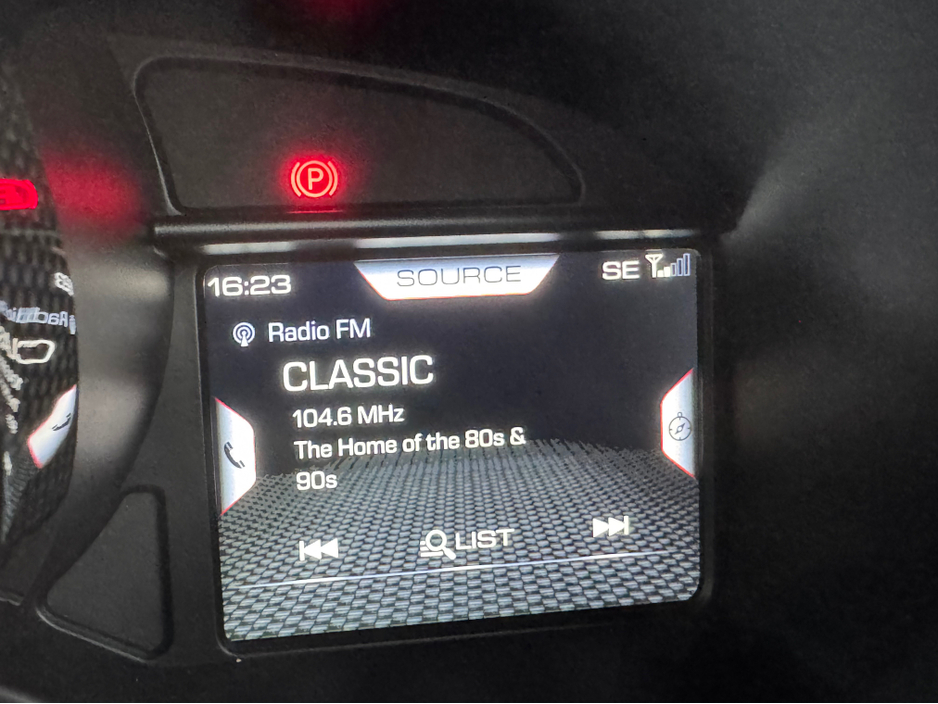 P
16:23
SOURCE
SE
Radio FM
CLASSIC
104.6 MHz
The Home of the 80s &
90s
LIST